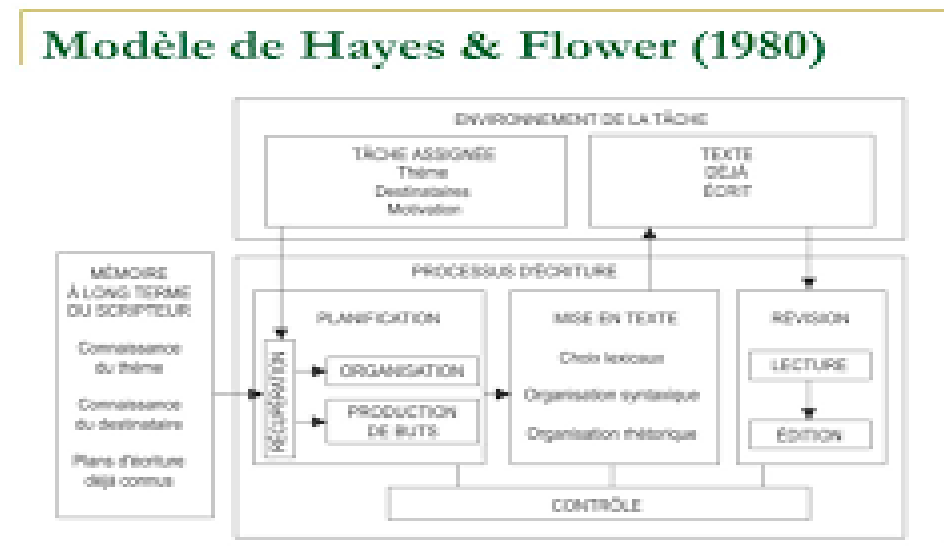 Modèle de Hayes & Flower (1980)
ENVIRONNEMENT DE LA TÂCHE
TÂCHE ASSIGNÉE
Thème
Destinataires
Motivation
TEXTE
DÉJÀ
ÉCRIT
MÉMOIRE
À LONG TERME
DU SCRIPTEUR
Connaissance
du thème
Connaissance
du destinataire
Plans d'écriture
déjà connus
PROCESSUS D'ÉCRITURE
PLANIFICATION
RÉCUPÉRATION
ORGANISATION
PRODUCTION
DE BUTS
MISE EN TEXTE
Choix lexicaux
Organisation syntaxique
Organisation rhétorique
RÉVISION
LECTURE
ÉDITION
CONTRÔLE